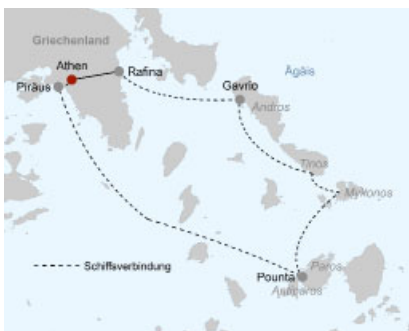 Griechenland
Athen
Piräus
Rafina
Gavrio
Ägäis
Andros
Tinos
Mykonos
Schiffsverbindung
Pounta
Paros
Antiparos